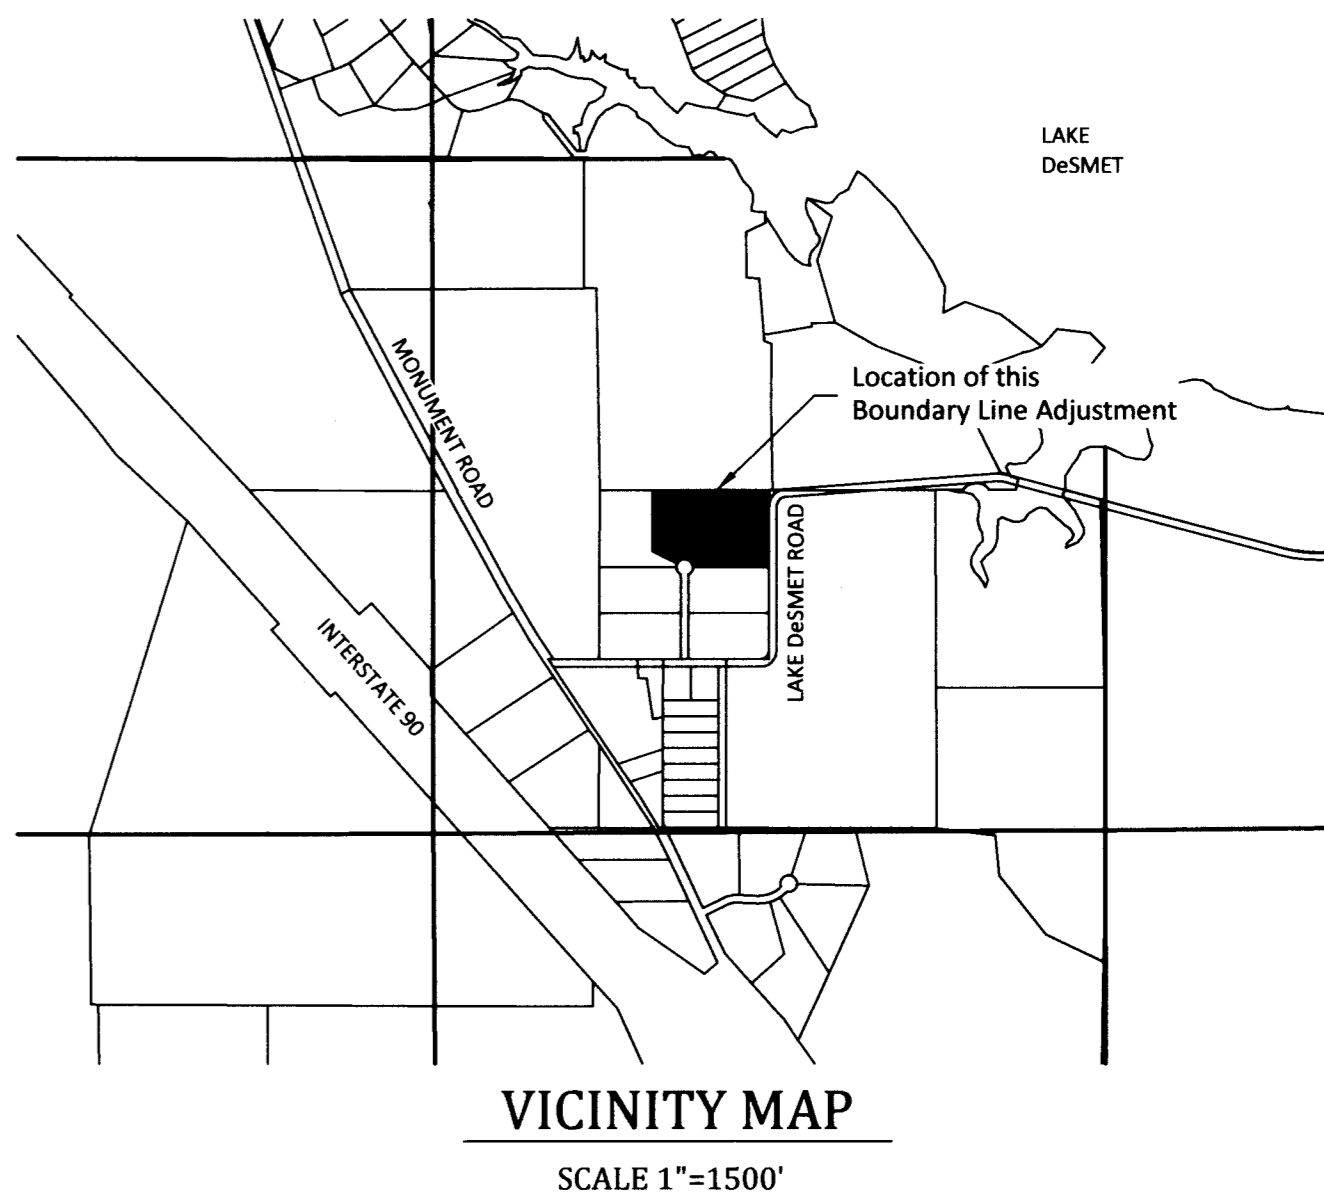 LAKE
DeSMET
MONUMENT ROAD
Location of this
Boundary Line Adjustment
LAKE DeSMET ROAD
INTERSTATE 90
VICINITY MAP
SCALE 1"=1500'